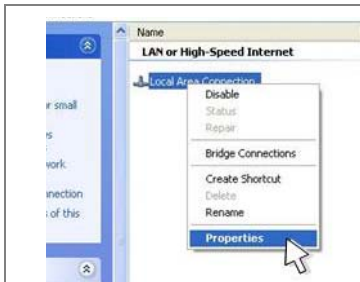 Name
LAN or High-Speed Internet
Local Area Connection
Disable
Status
Repair
Bridge Connections
Create Shortcut
Delete
Rename
Properties
r small
work
nnection
of this